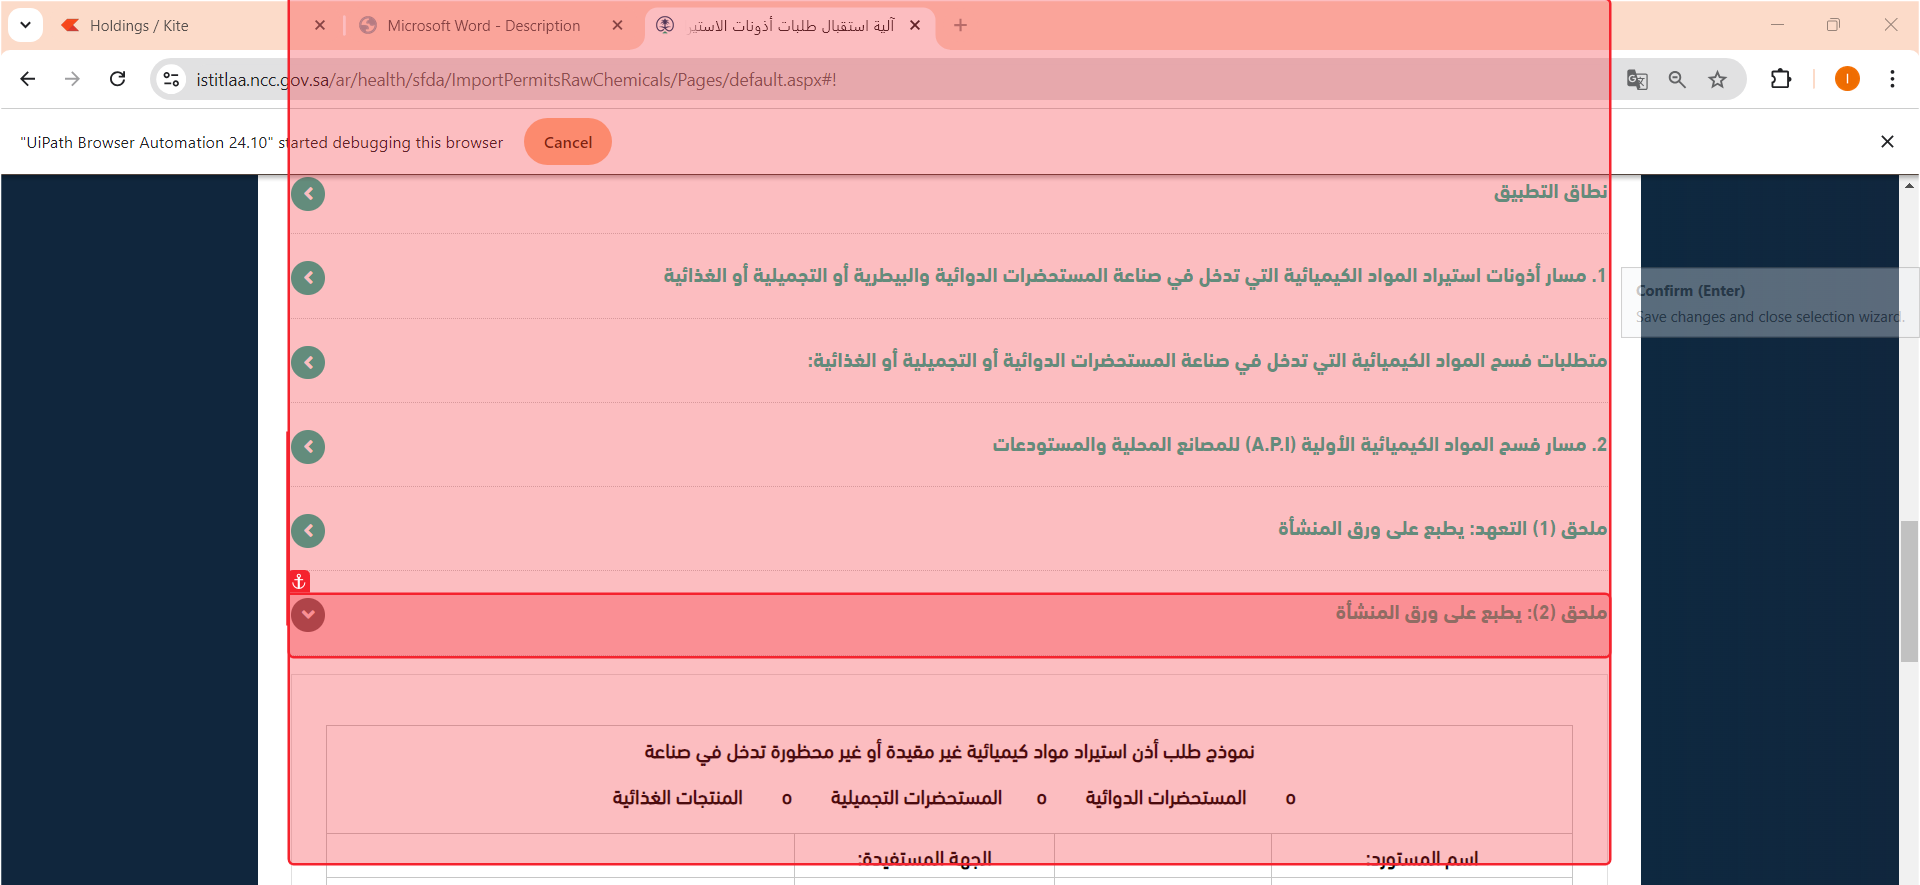 Holdings / Kite
Microsoft Word - Description
آلية استقبال طلبات أذونات الاستير
istitlaa.ncc.gov.sa/ar/health/sfda/ImportPermitsRawChemicals/Pages/default.aspx#!
I
"UiPath Browser Automation 24.10" started debugging this browser
Cancel
نطاق التطبيق
1. مسار أذونات استيراد المواد الكيميائية التي تدخل في صناعة المستحضرات الدوائية والبيطرية أو التجميلية أو الغذائية
Confirm (Enter)
Save changes and close selection wizard.
متطلبات فسح المواد الكيميائية التي تدخل في صناعة المستحضرات الدوائية أو التجميلية أو الغذائية:
2. مسار فسح المواد الكيميائية الأولية (A.P.I) للمصانع المحلية والمستودعات
ملحق (1) التعهد: يطبع على ورق المنشأة
ملحق (2): يطبع على ورق المنشأة
نموذج طلب أذن استيراد مواد كيميائية غير مقيدة أو غير محظورة تدخل في صناعة
o المستحضرات الدوائية o المستحضرات التجميلية o المنتجات الغذائية
اسم المستورد: الجهة المستفيدة: